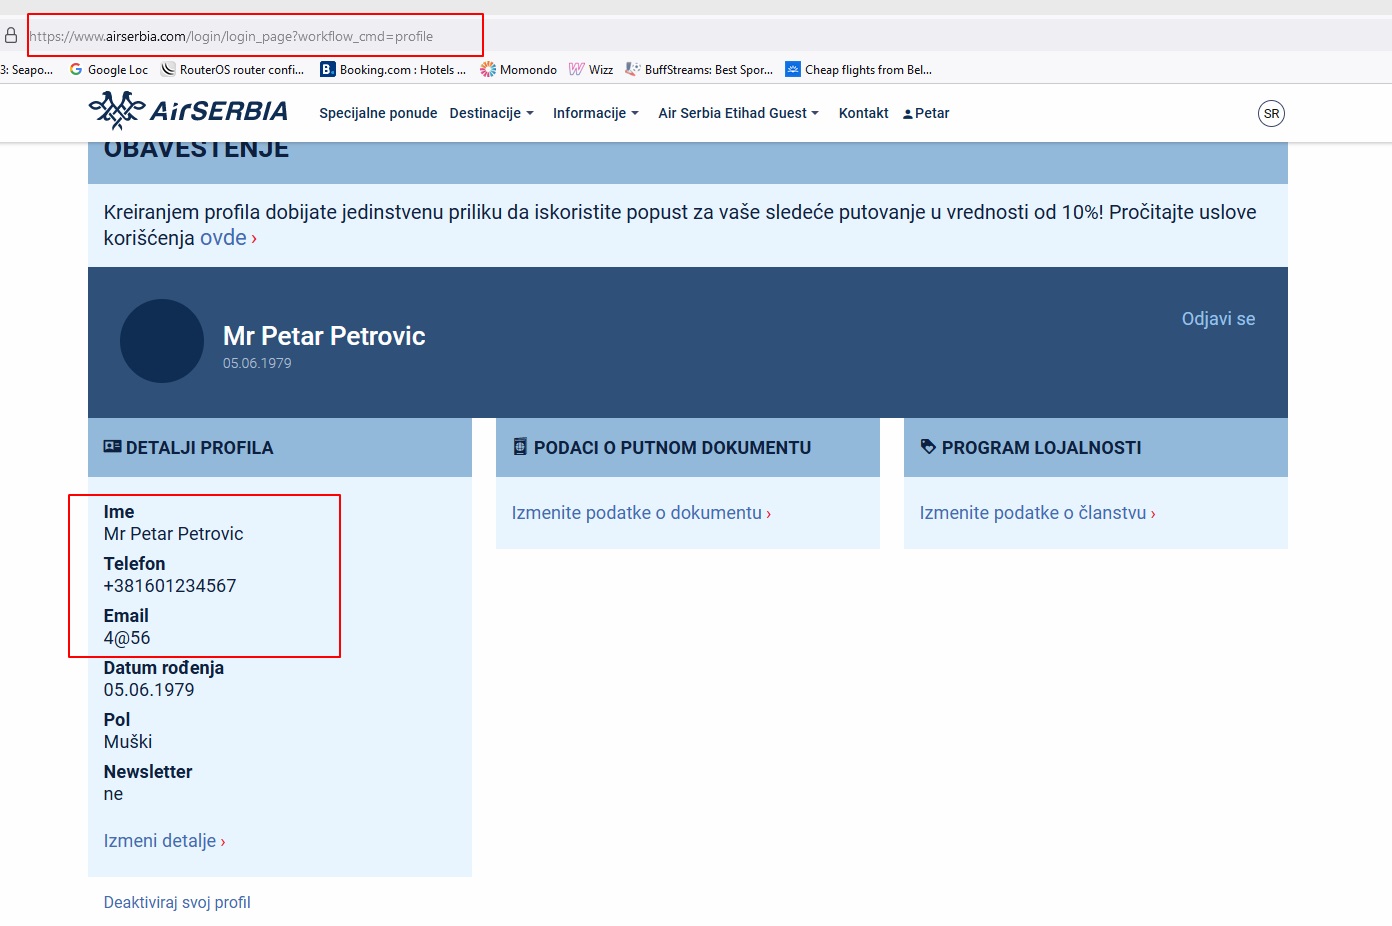 https://www.airserbia.com/login/login_page?workflow_cmd=profile
3: Seapo... Google Loc RouterOS router confi... Booking.com : Hotels ... Momondo Wizz BuffStreams: Best Spor... Cheap flights from Bel...
AirSERBIA Specijalne ponude Destinacije Informacije Air Serbia Etihad Guest Kontakt Petar SR
OBAVEŠTENJE
Kreiranjem profila dobijate jedinstvenu priliku da iskoristite popust za vaše sledeće putovanje u vrednosti od 10%! Pročitajte uslove
korišćenja ovde ›
Mr Petar Petrovic
05.06.1979
Odjavi se
DETALJI PROFILA
Ime
Mr Petar Petrovic
Telefon
+381601234567
Email
4@56
Datum rođenja
05.06.1979
Pol
Muški
Newsletter
ne
Izmeni detalje ›
Deaktiviraj svoj profil
PODACI O PUTNOM DOKUMENTU
Izmenite podatke o dokumentu ›
PROGRAM LOJALNOSTI
Izmenite podatke o članstvu ›